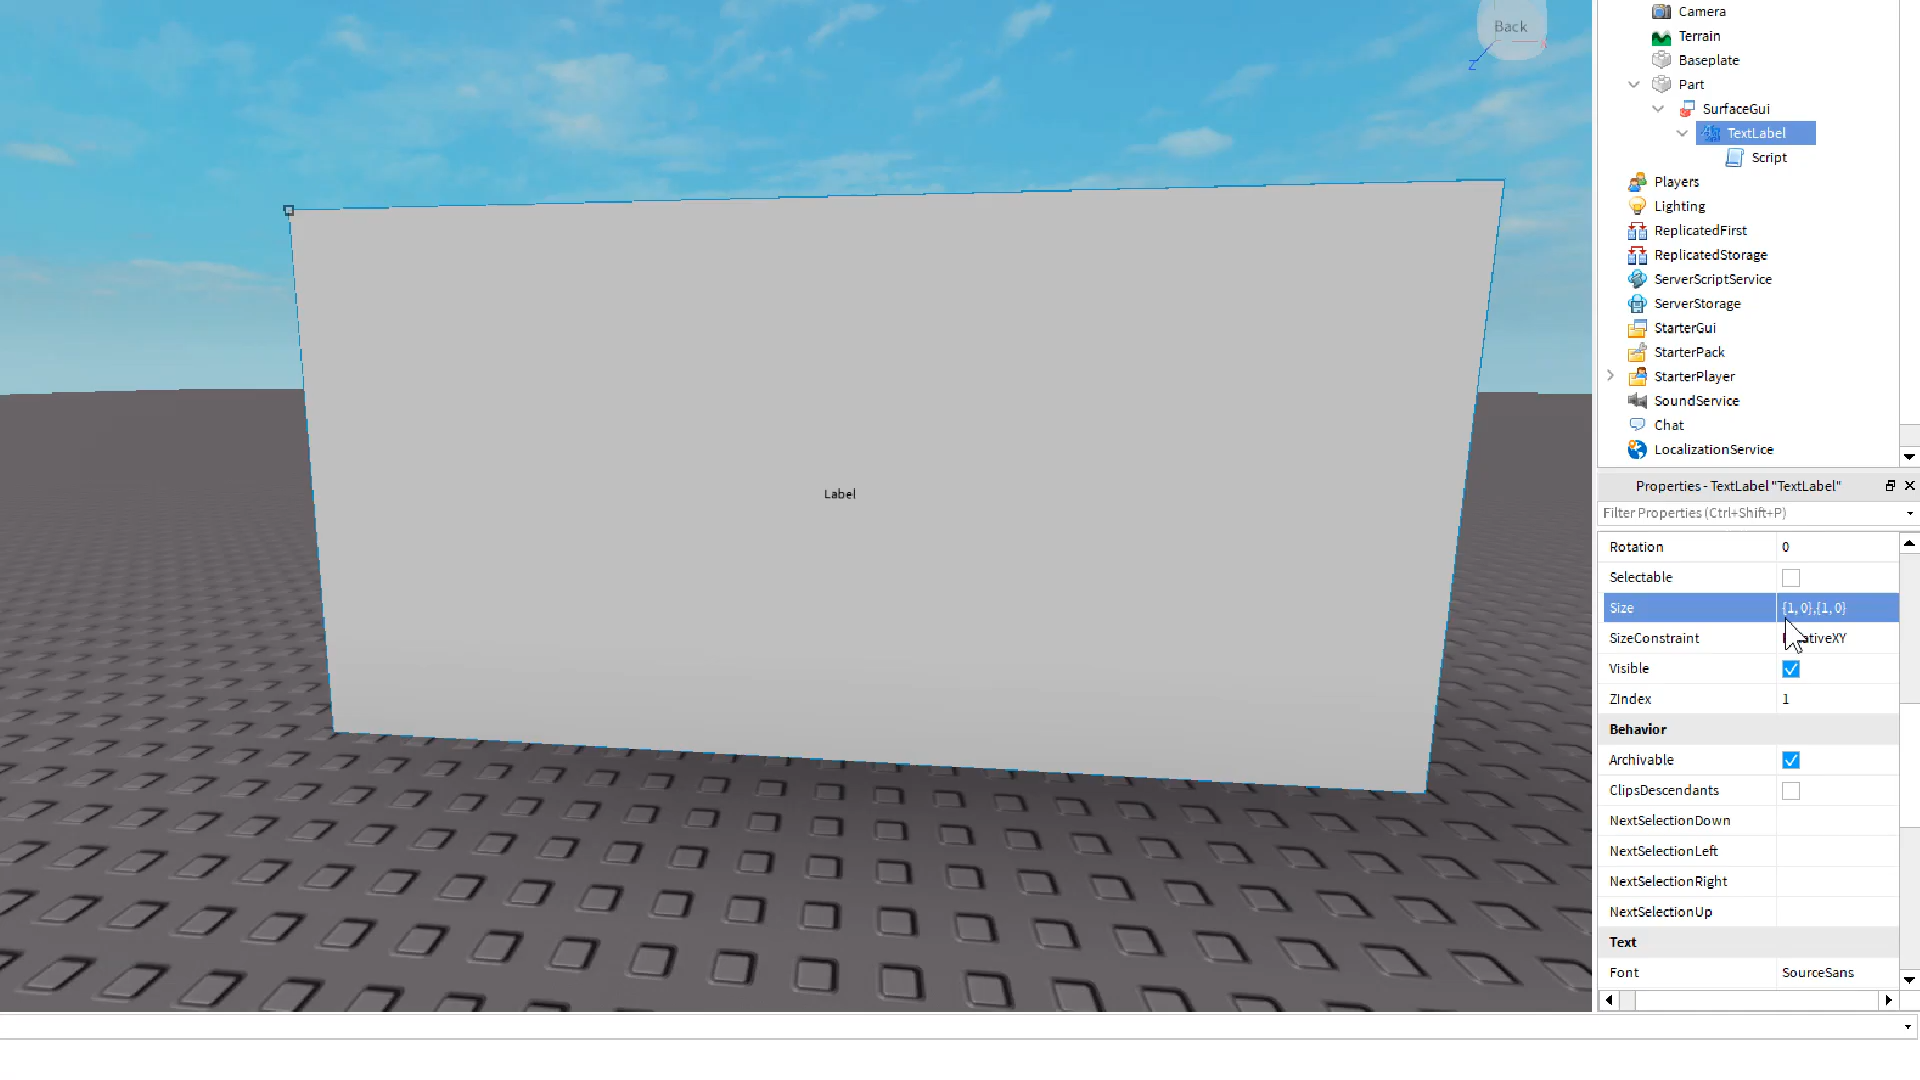 Back
Z
Label
Camera
Terrain
Baseplate
Part
SurfaceGui
TextLabel
Script
Players
Lighting
ReplicatedFirst
ReplicatedStorage
ServerScriptService
ServerStorage
StarterGui
StarterPack
StarterPlayer
SoundService
Chat
LocalizationService
Properties - TextLabel "TextLabel"
Filter Properties (Ctrl+Shift+P)
Rotation 0
Selectable
Size {1, 0},{1, 0}
SizeConstraint ativeXY
Visible
ZIndex 1
Behavior
Archivable
ClipsDescendants
NextSelectionDown
NextSelectionLeft
NextSelectionRight
NextSelectionUp
Text
Font SourceSans